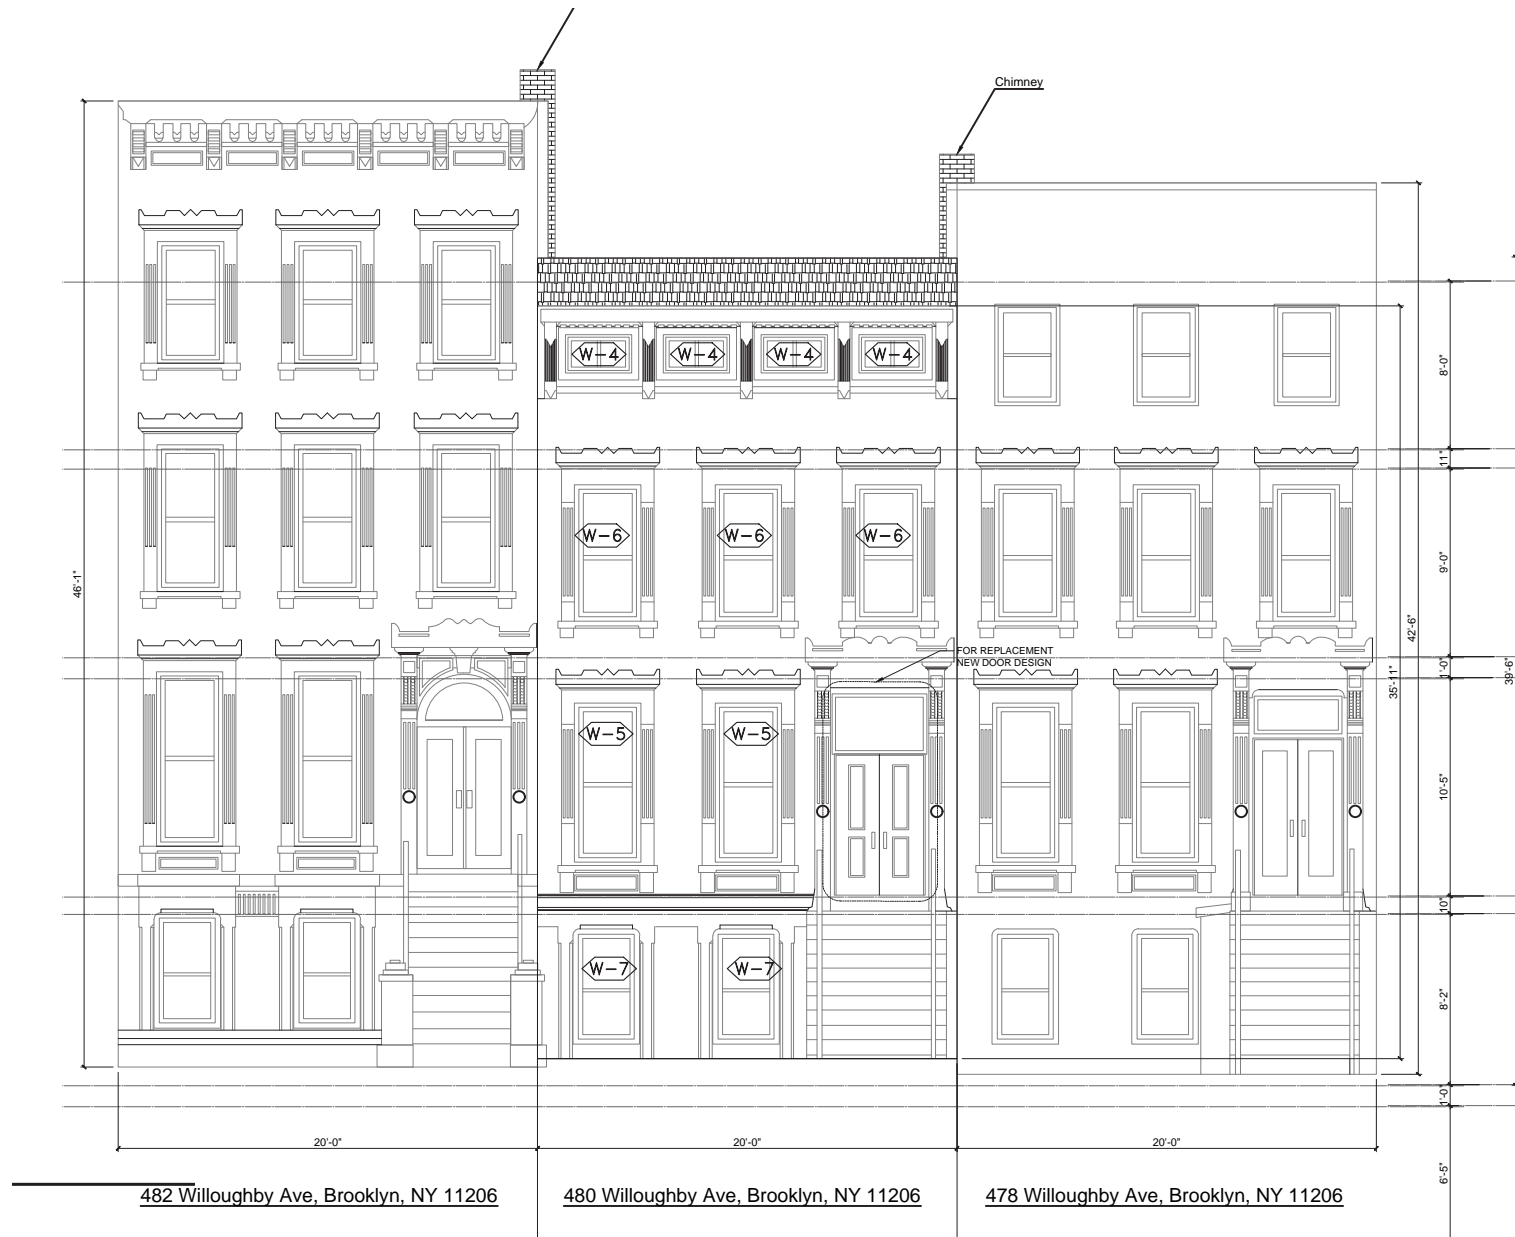 Chimney
W-4 W-4 W-4 W-4
8'-0"
11"
W-6 W-6 W-6
9'-0"
46'-1"
42'-6"
FOR REPLACEMENT
NEW DOOR DESIGN
1'-0"
39'-6"
35'-11"
W-5 W-5
10'-5"
10"
W-7 W-7
8'-2"
1'-0"
20'-0" 20'-0" 20'-0"
6'-5"
482 Willoughby Ave, Brooklyn, NY 11206
480 Willoughby Ave, Brooklyn, NY 11206
478 Willoughby Ave, Brooklyn, NY 11206